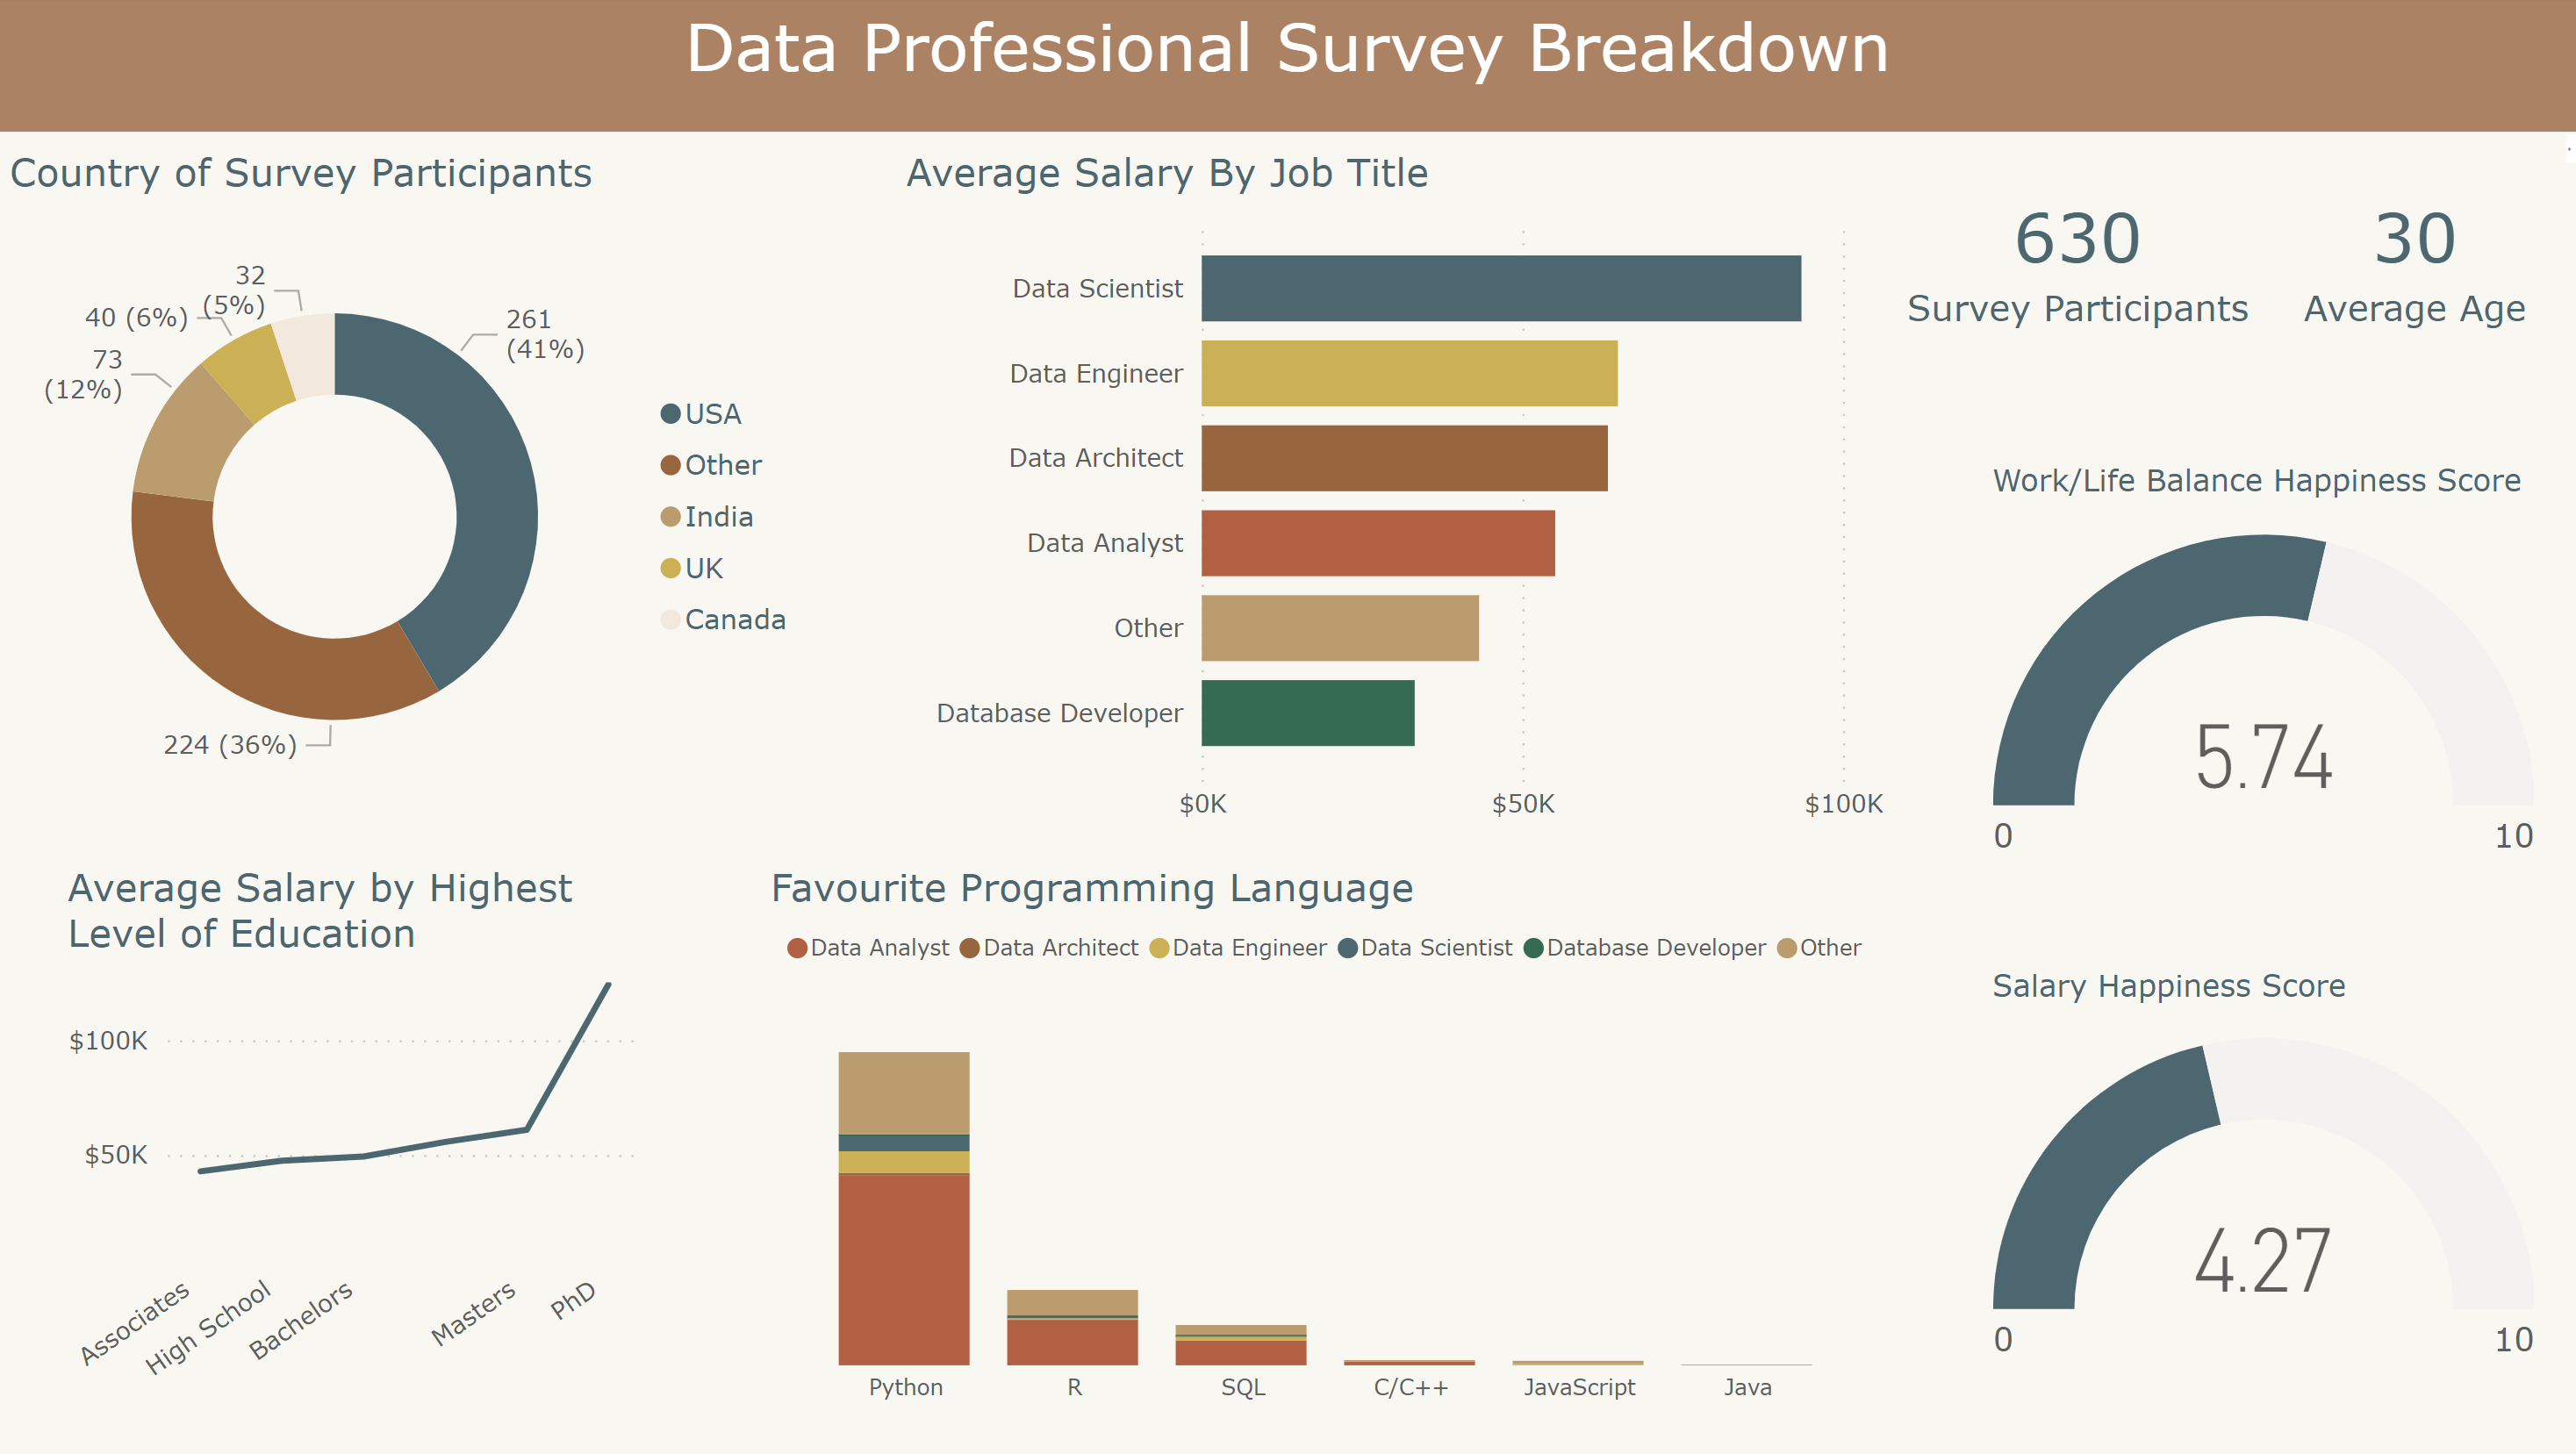 Data Professional Survey Breakdown
Country of Survey Participants
32
(5%)
40 (6%)
73
(12%)
261
(41%)
224 (36%)
USA
Other
India
UK
Canada
Average Salary By Job Title
Data Scientist
Data Engineer
Data Architect
Data Analyst
Other
Database Developer
$0K $50K $100K
630
Survey Participants
30
Average Age
Work/Life Balance Happiness Score
5.74
0 10
Average Salary by Highest
Level of Education
$100K
$50K
Associates High School Bachelors Masters PhD
Favourite Programming Language
Data Analyst Data Architect Data Engineer Data Scientist Database Developer Other
Python R SQL C/C++ JavaScript Java
Salary Happiness Score
4.27
0 10